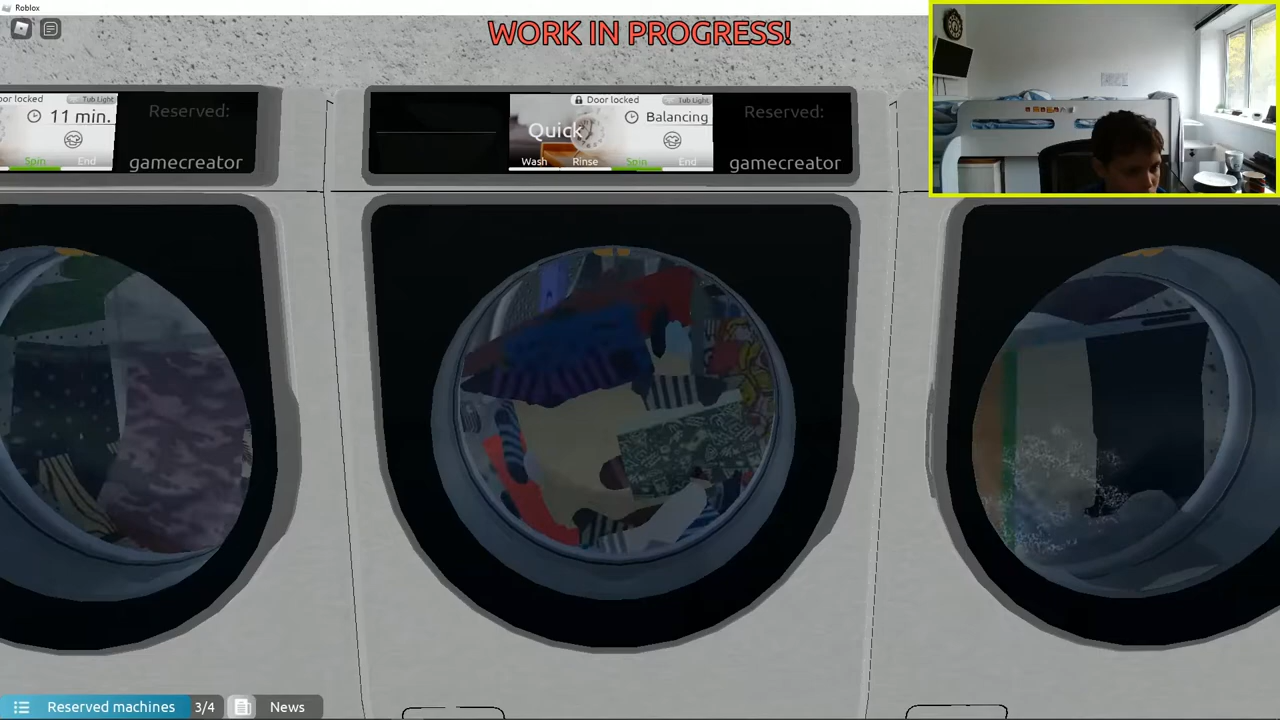 Roblox
WORK IN PROGRESS!
oor locked
Tub Light
11 min.
Spin
End
Reserved:
gamecreator
Door locked
Tub Light
Quick
Balancing
Wash
Rinse
Spin
End
Reserved:
gamecreator
Reserved machines
3/4
News